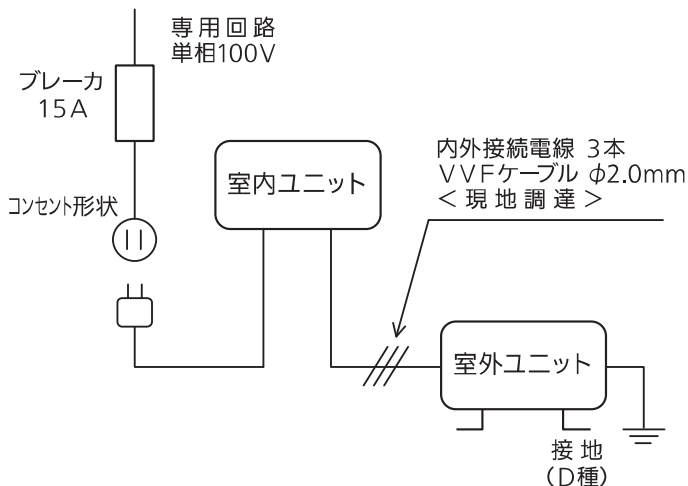 専用回路
単相100V
ブレーカ
15A
コンセント形状
室内ユニット
内外接続電線 3本
VVFケーブル φ2.0mm
<現地調達>
室外ユニット
接地
(D種)